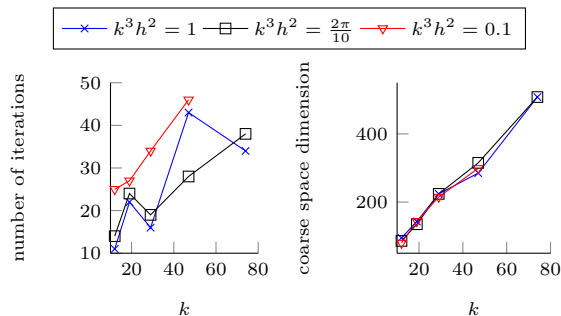 k³h² = 1 k³h² = 2π/10 k³h² = 0.1
number of iterations
50
40
30
20
10
20 40 60 80
k
coarse space dimension
400
200
20 40 60 80
k